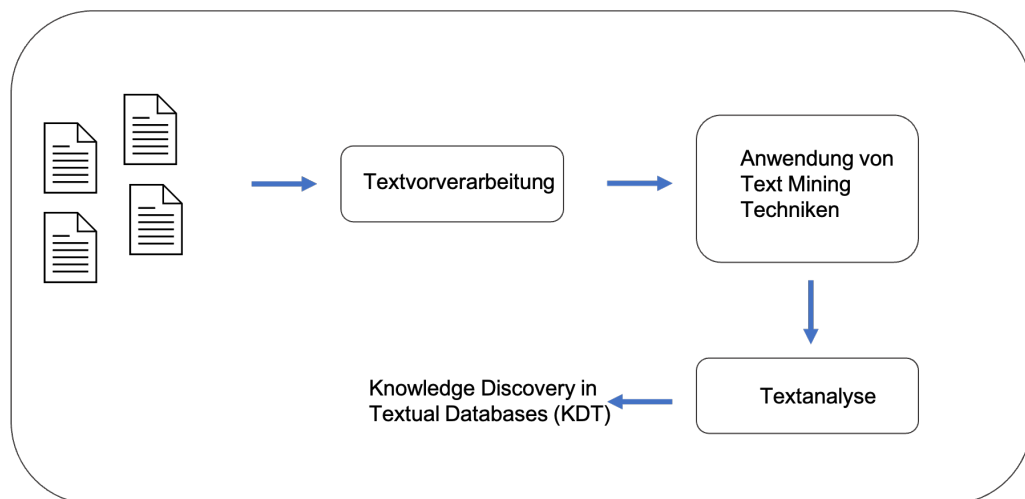 Textvorverarbeitung
Anwendung von
Text Mining
Techniken
Textanalyse
Knowledge Discovery in
Textual Databases (KDT)